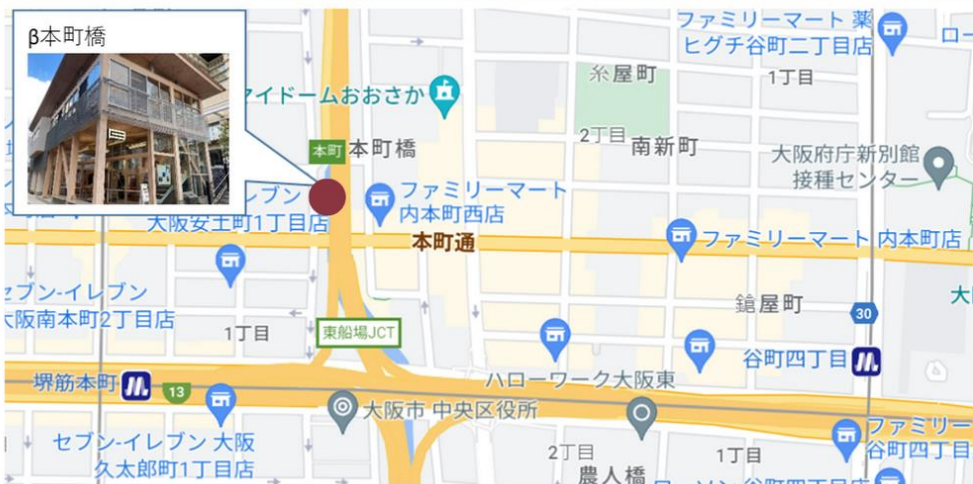 β本町橋
ファミリーマート 薬
ヒグチ谷町二丁目店
ロー
糸屋町
1丁目
マイドームおおさか
本町
本町橋
2丁目
南新町
大阪府庁新別館
接種センター
レブン
大阪安土町1丁目店
ファミリーマート
内本町西店
本町通
ファミリーマート 内本町店
セブン-イレブン
大阪南本町2丁目店
大
鎗屋町
30
1丁目
東船場JCT
谷町四丁目
堺筋本町
13
ハローワーク大阪東
大阪市 中央区役所
セブン-イレブン 大阪
久太郎町1丁目店
2丁目
農人橋
1丁目
ファミリー
谷町四丁目